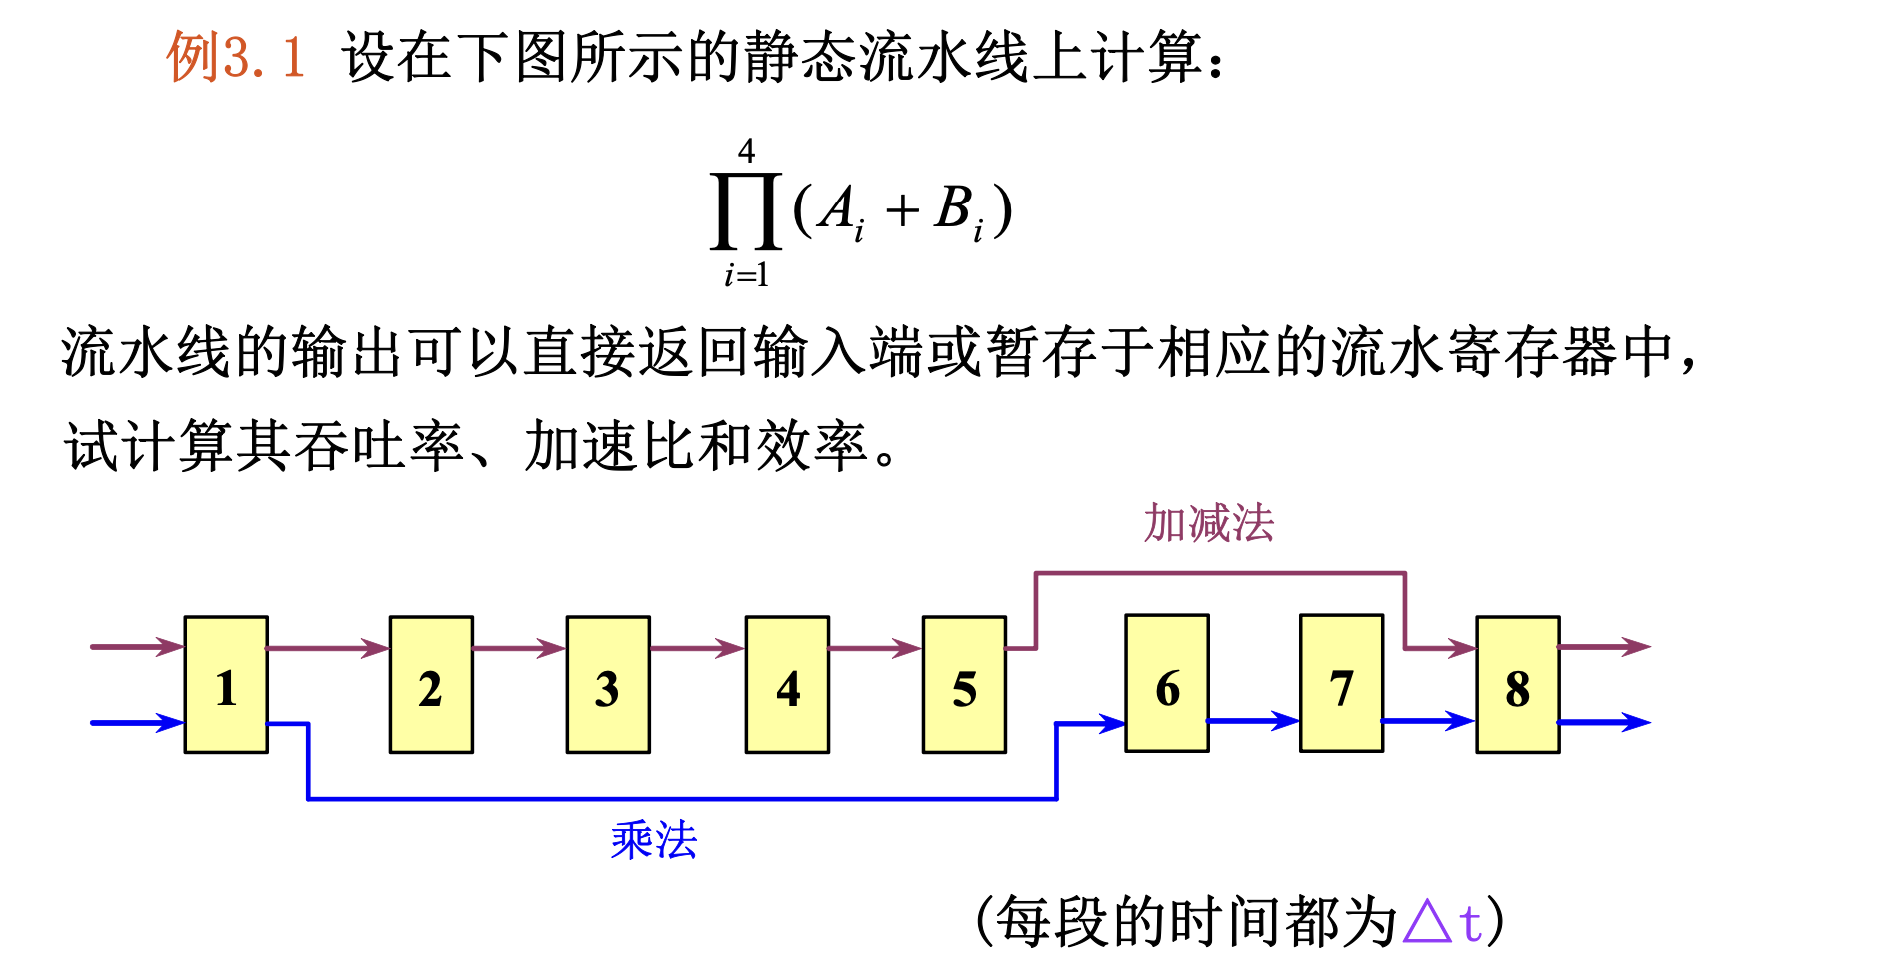 例3.1 设在下图所示的静态流水线上计算：
4
∏(A_i + B_i)
i=1
流水线的输出可以直接返回输入端或暂存于相应的流水寄存器中，
试计算其吞吐率、加速比和效率。
加减法
1 2 3 4 5 6 7 8
乘法
（每段的时间都为△t）